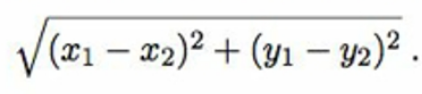 √((x₁ − x₂)² + (y₁ − y₂)²) .